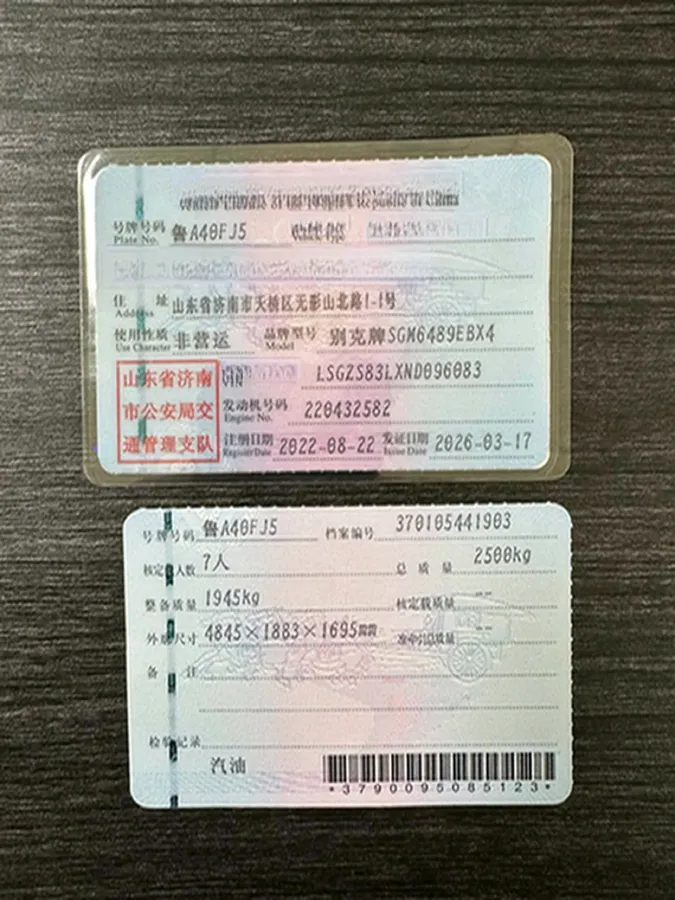 号牌号码 鲁A40FJ5
Plate No.
住 址 山东省济南市天桥区无影山北路1-1号
Address
使用性质 非营运 品牌型号 别克牌SGM6489EBX4
Use Character Model
山东省济南
市公安局交
通管理支队
VIN LSGZS83LXND096083
发动机号码 220432582
Engine No.
注册日期 2022-08-22 发证日期 2026-03-17
Register Date Issue Date
号牌号码 鲁A40FJ5 档案编号 370105441903
核定载人数 7人 总 质 量 2500kg
整备质量 1945kg 核定载质量 --
外廓尺寸 4845×1883×1695 准牵引总质量 --
备 注
检验记录
汽油
*3790095085123*